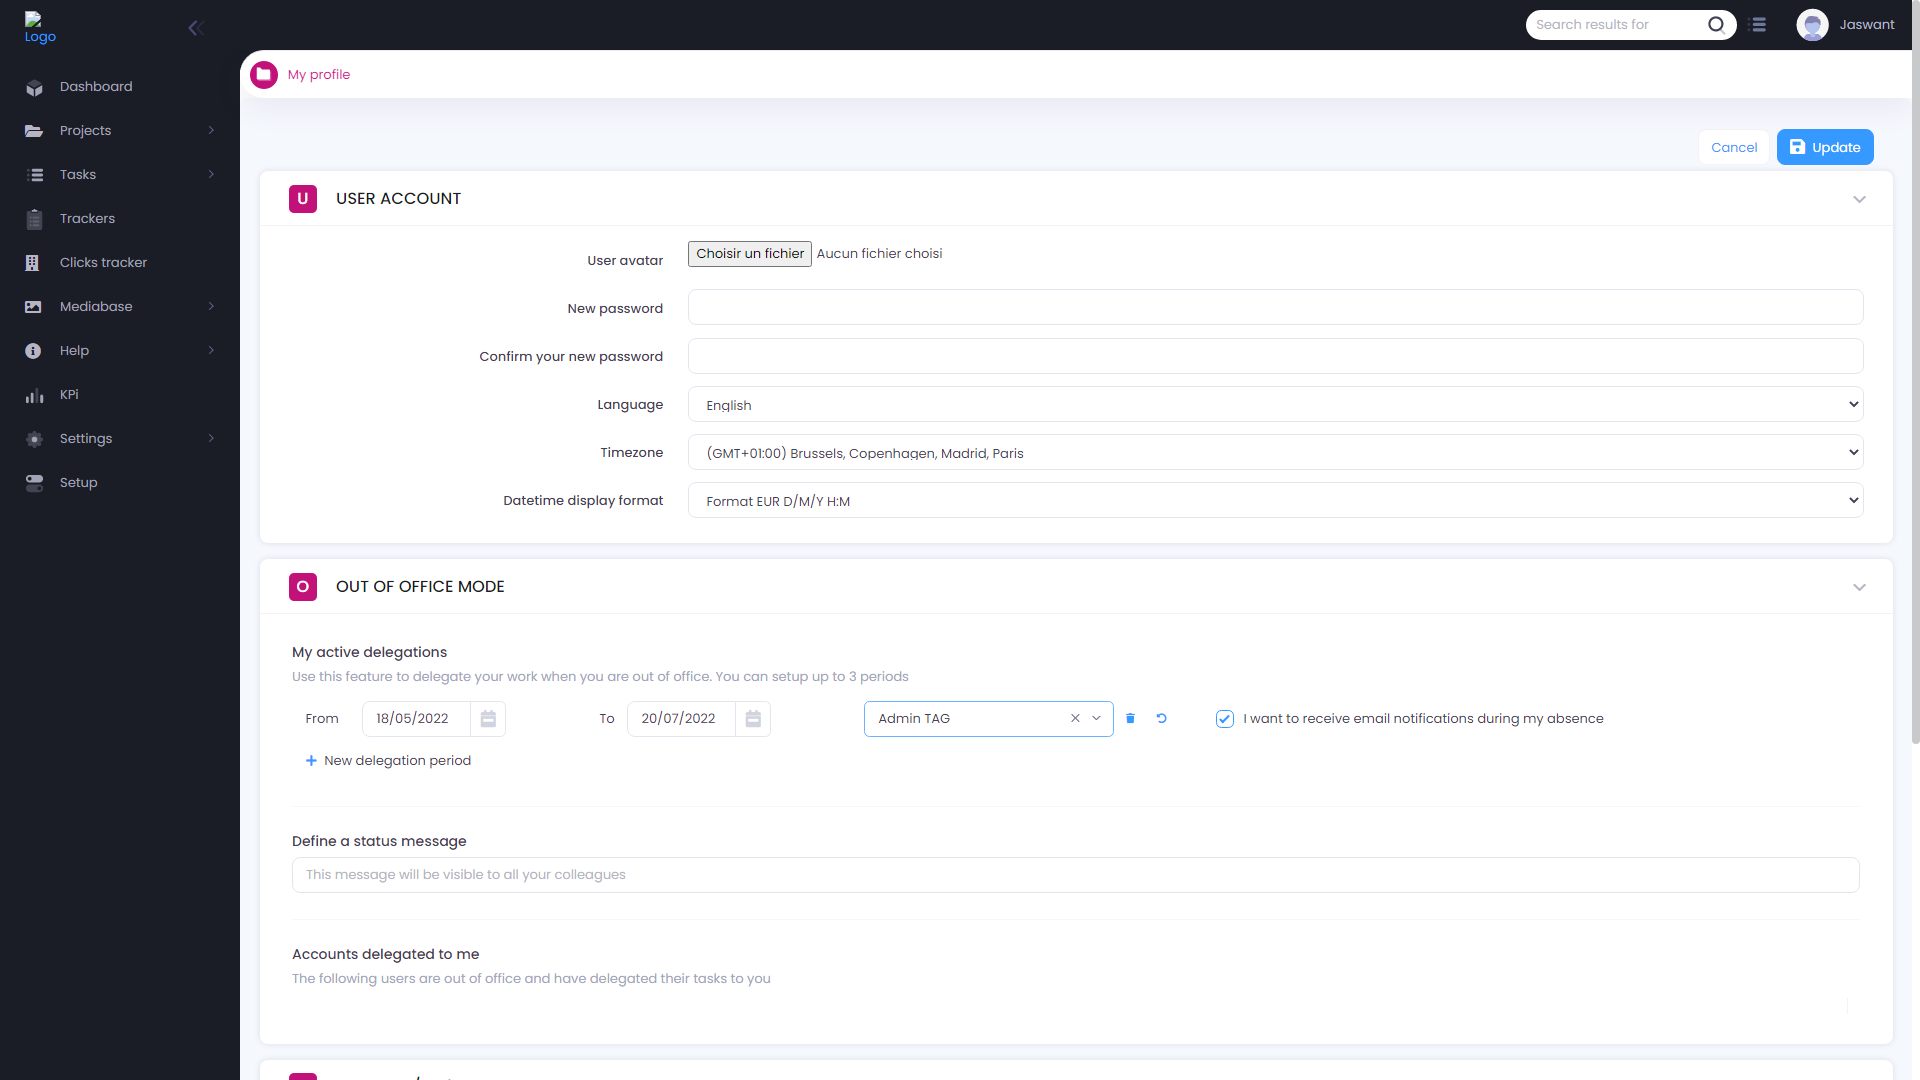 Logo
Search results for
Jaswant
Dashboard
Projects
Tasks
Trackers
Clicks tracker
Mediabase
Help
KPi
Settings
Setup
My profile
Cancel
Update
U USER ACCOUNT
User avatar Choisir un fichier Aucun fichier choisi
New password
Confirm your new password
Language English
Timezone (GMT+01:00) Brussels, Copenhagen, Madrid, Paris
Datetime display format Format EUR D/M/Y H:M
O OUT OF OFFICE MODE
My active delegations
Use this feature to delegate your work when you are out of office. You can setup up to 3 periods
From 18/05/2022 To 20/07/2022 Admin TAG I want to receive email notifications during my absence
New delegation period
Define a status message
This message will be visible to all your colleagues
Accounts delegated to me
The following users are out of office and have delegated their tasks to you